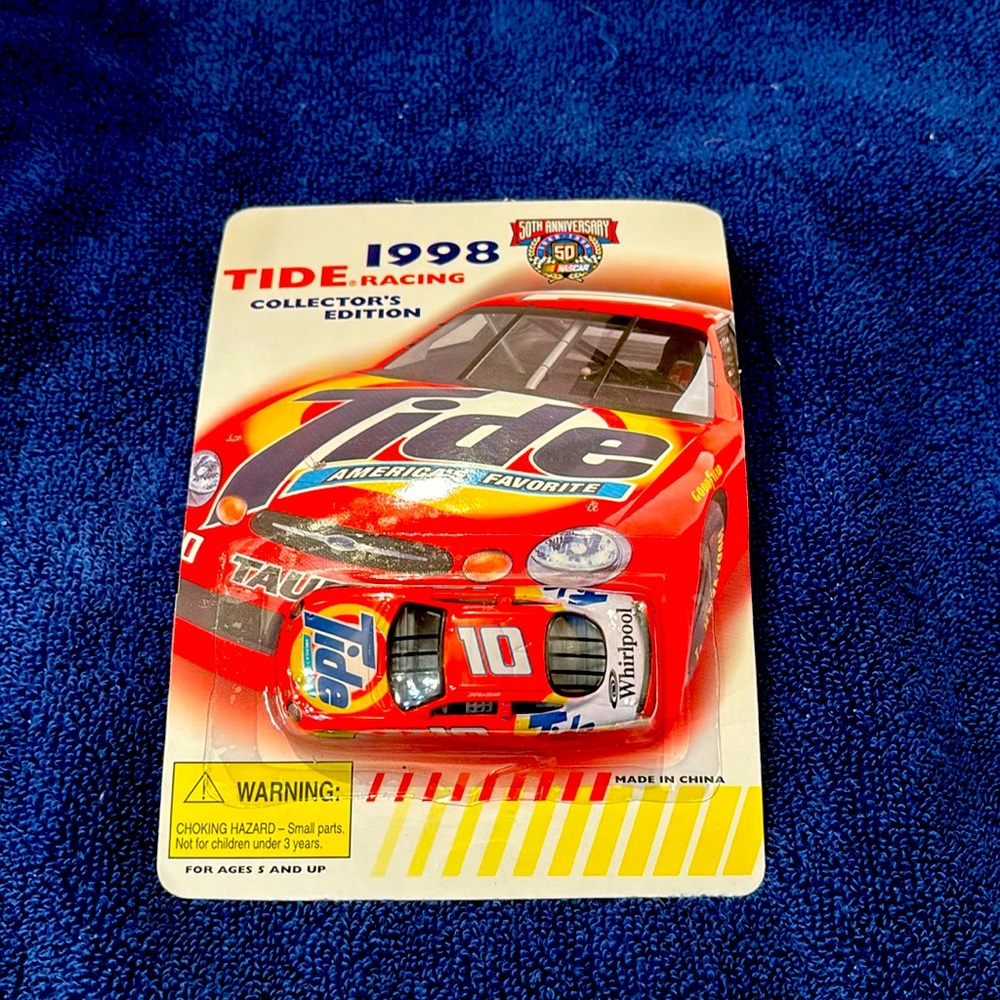 50TH ANNIVERSARY
50
NASCAR
1998
TIDE® RACING
COLLECTOR'S
EDITION
Tide
AMERICA'S FAVORITE
GOODYEAR
TAU
Tide
10
Whirlpool
Tide
MADE IN CHINA
WARNING:
CHOKING HAZARD – Small parts.
Not for children under 3 years.
FOR AGES 5 AND UP